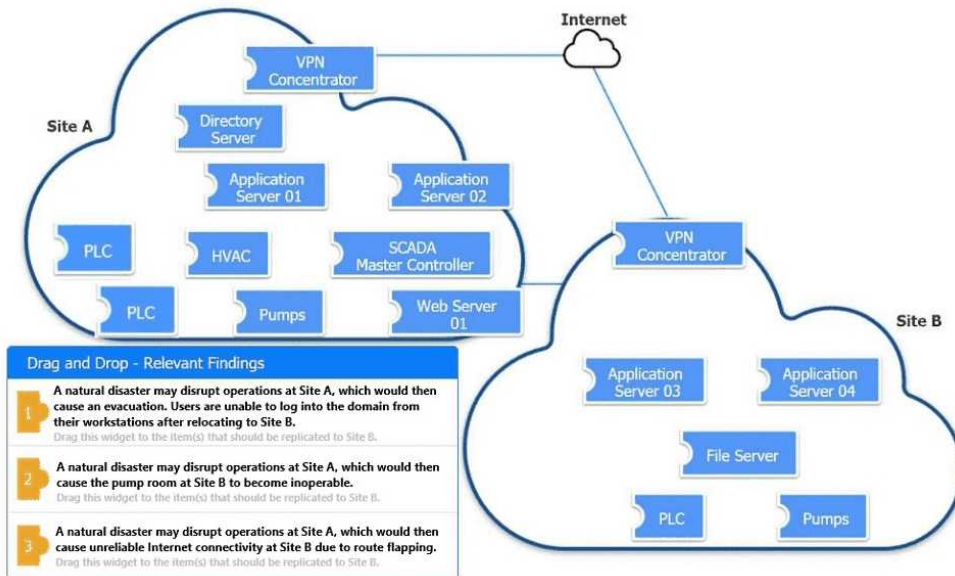 Internet
VPN
Concentrator
Site A
Directory
Server
Application
Server 01
Application
Server 02
PLC
HVAC
SCADA
Master Controller
PLC
Pumps
Web Server
01
VPN
Concentrator
Site B
Application
Server 03
Application
Server 04
File Server
PLC
Pumps
Drag and Drop - Relevant Findings
1
A natural disaster may disrupt operations at Site A, which would then
cause an evacuation. Users are unable to log into the domain from
their workstations after relocating to Site B.
Drag this widget to the item(s) that should be replicated to Site B.
2
A natural disaster may disrupt operations at Site A, which would then
cause the pump room at Site B to become inoperable.
Drag this widget to the item(s) that should be replicated to Site B.
3
A natural disaster may disrupt operations at Site A, which would then
cause unreliable Internet connectivity at Site B due to route flapping.
Drag this widget to the item(s) that should be replicated to Site B.